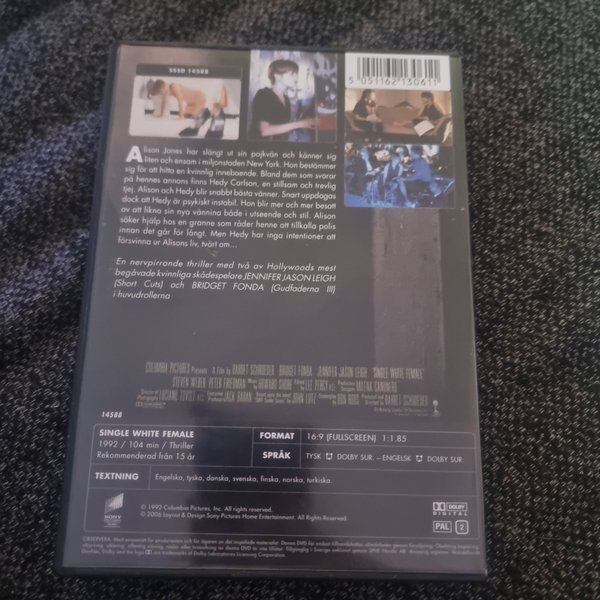 SSSD 14588
5 051162 130611
Alison Jones har slängt ut sin pojkvän och känner sig
liten och ensam i miljonstaden New York. Hon bestämmer
sig för att hitta en kvinnlig inneboende. Bland dem som svarar
på hennes annons finns Hedy Carlson, en stillsam och trevlig
tjej. Alison och Hedy blir snabbt bästa vänner. Snart uppdagas
dock att Hedy är psykiskt instabil. Hon blir mer och mer besatt
av att likna sin nya väninna både i utseende och stil. Alison
söker hjälp hos en granne som råder henne att tillkalla polis
innan det går för långt. Men Hedy har inga intentioner att
försvinna ur Alisons liv, tvärt om...
En nervpirrande thriller med två av Hollywoods mest
begåvade kvinnliga skådespelare JENNIFER JASON LEIGH
(Short Cuts) och BRIDGET FONDA (Gudfaderna III)
i huvudrollerna
COLUMBIA PICTURES Presents A Film by BARBET SCHROEDER BRIDGET FONDA JENNIFER JASON LEIGH "SINGLE WHITE FEMALE"
STEVEN WEBER PETER FRIEDMAN HOWARD SHORE LEE PERCY MILENA CANONERO
LUCIANO TOVOLI JACK BARAN JOHN LUTZ DON ROOS BARBET SCHROEDER
14588
SINGLE WHITE FEMALE
1992 / 104 min / Thriller
Rekommenderad från 15 år
FORMAT 16:9 (FULLSCREEN) 1:1.85
SPRÅK TYSK DOLBY SUR. – ENGELSK DOLBY SUR.
TEXTNING Engelska, tyska, danska, svenska, finska, norska, turkiska.
© 1992 Columbia Pictures, Inc. All rights reserved.
© 2006 Layout & Design Sony Pictures Home Entertainment. All Rights Reserved.
SONY
DOLBY
DIGITAL
PAL 2